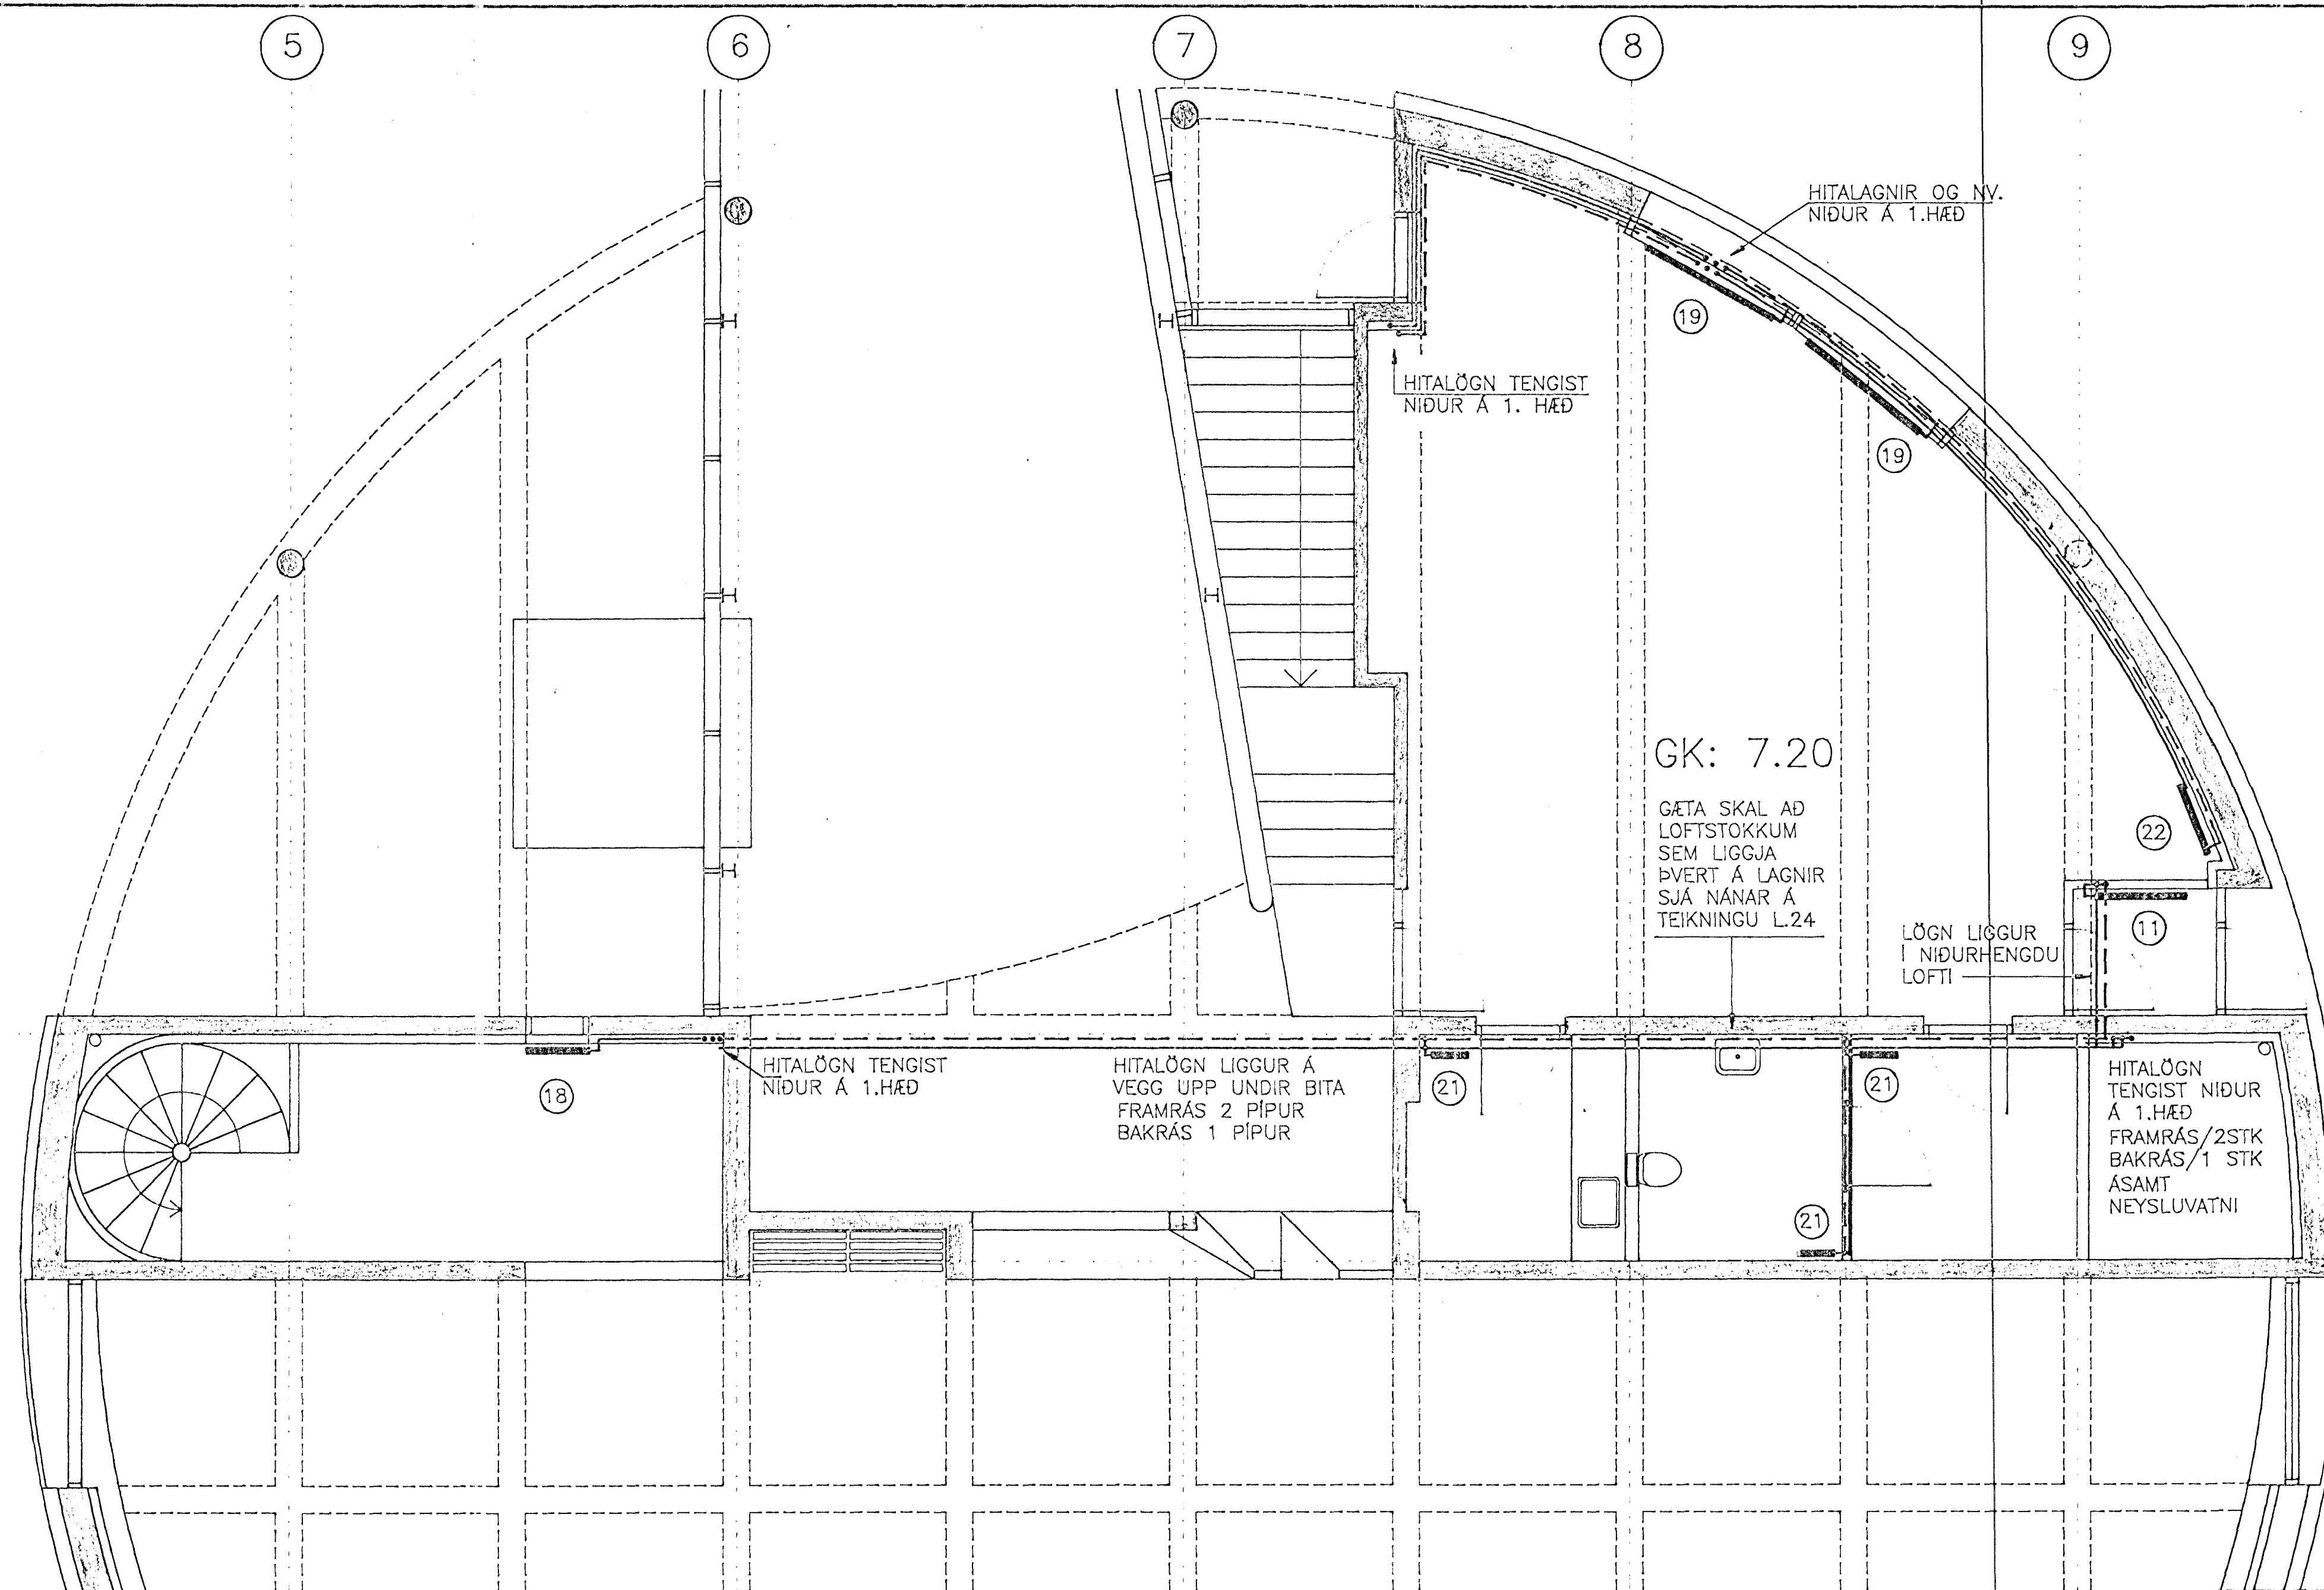 5
6
7
8
9
HITALAGNIR OG NV.
NIÐUR Á 1.HÆÐ
19
HITALÖGN TENGIST
NIÐUR Á 1. HÆÐ
19
GK: 7.20
GÆTA SKAL AÐ
LOFTSTOKKUM
SEM LIGGJA
ÞVERT Á LAGNIR
SJÁ NÁNAR Á
TEIKNINGU L.24
22
11
LÖGN LIGGUR
Í NIÐURHENGDU
LOFTI
18
HITALÖGN TENGIST
NIÐUR Á 1.HÆÐ
HITALÖGN LIGGUR Á
VEGG UPP UNDIR BITA
FRAMRÁS 2 PÍPUR
BAKRÁS 1 PÍPUR
21
21
21
HITALÖGN
TENGIST NIÐUR
Á 1.HÆÐ
FRAMRÁS/2STK
BAKRÁS/1 STK
ÁSAMT
NEYSLUVATNI